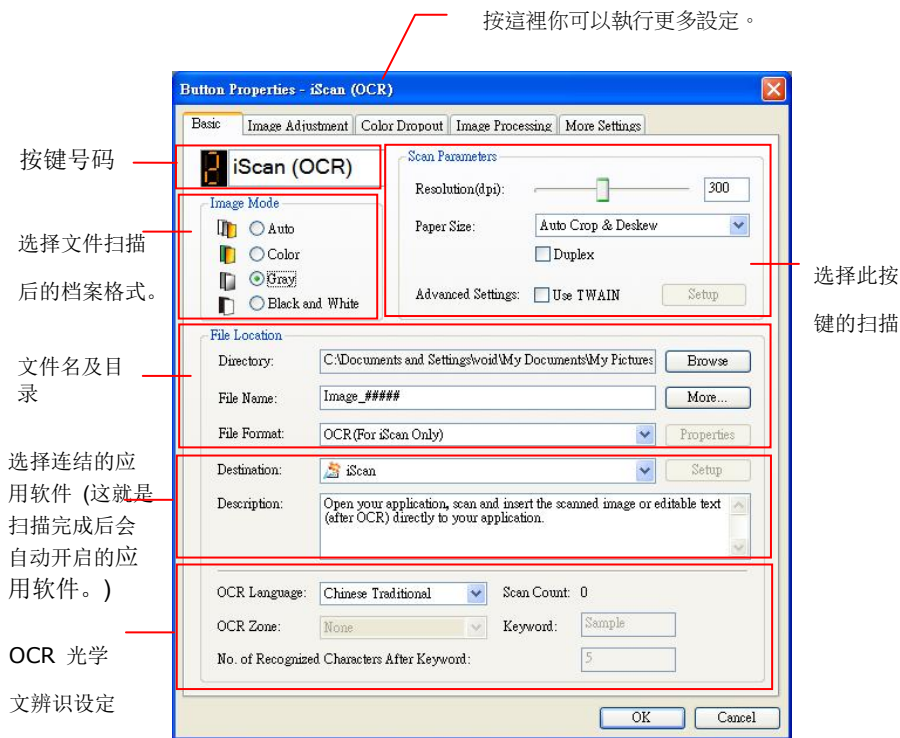 按這裡你可以執行更多設定。
Button Properties - iScan (OCR)
Basic Image Adjustment Color Dropout Image Processing More Settings
按键号码
2 iScan (OCR)
Image Mode
Auto
Color
Gray
Black and White
选择文件扫描
后的档案格式。
Scan Parameters
Resolution(dpi): 300
Paper Size: Auto Crop & Deskew
Duplex
Advanced Settings: Use TWAIN Setup
选择此按
键的扫描
File Location
Directory: C:\Documents and Settings\void\My Documents\My Pictures Browse
File Name: Image_##### More...
File Format: OCR(For iScan Only) Properties
文件名及目
录
Destination: iScan Setup
Description: Open your application, scan and insert the scanned image or editable text
(after OCR) directly to your application.
选择连结的应
用软件 (这就是
扫描完成后会
自动开启的应
用软件。)
OCR Language: Chinese Traditional Scan Count: 0
OCR Zone: None Keyword: Sample
No. of Recognized Characters After Keyword: 5
OCR 光学
文辨识设定
OK Cancel